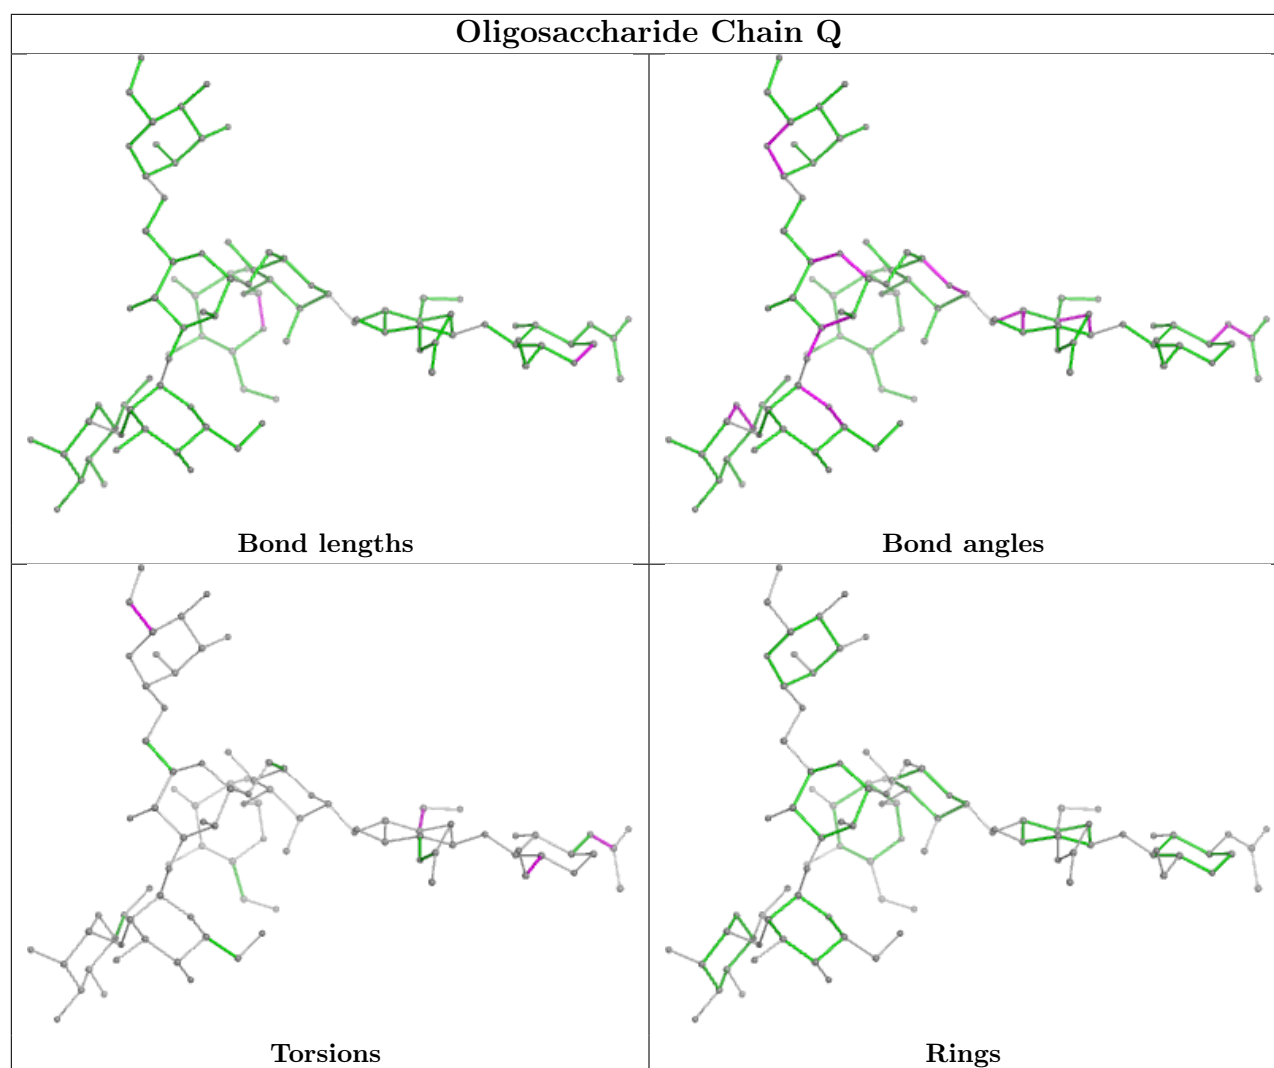 Oligosaccharide Chain Q
Bond lengths
Bond angles
Torsions
Rings